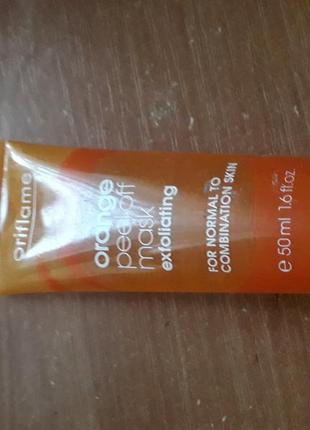 oriflame
orange
peel off
mask
exfoliating
FOR NORMAL TO
COMBINATION SKIN
e 50 ml 1.6 fl.oz.